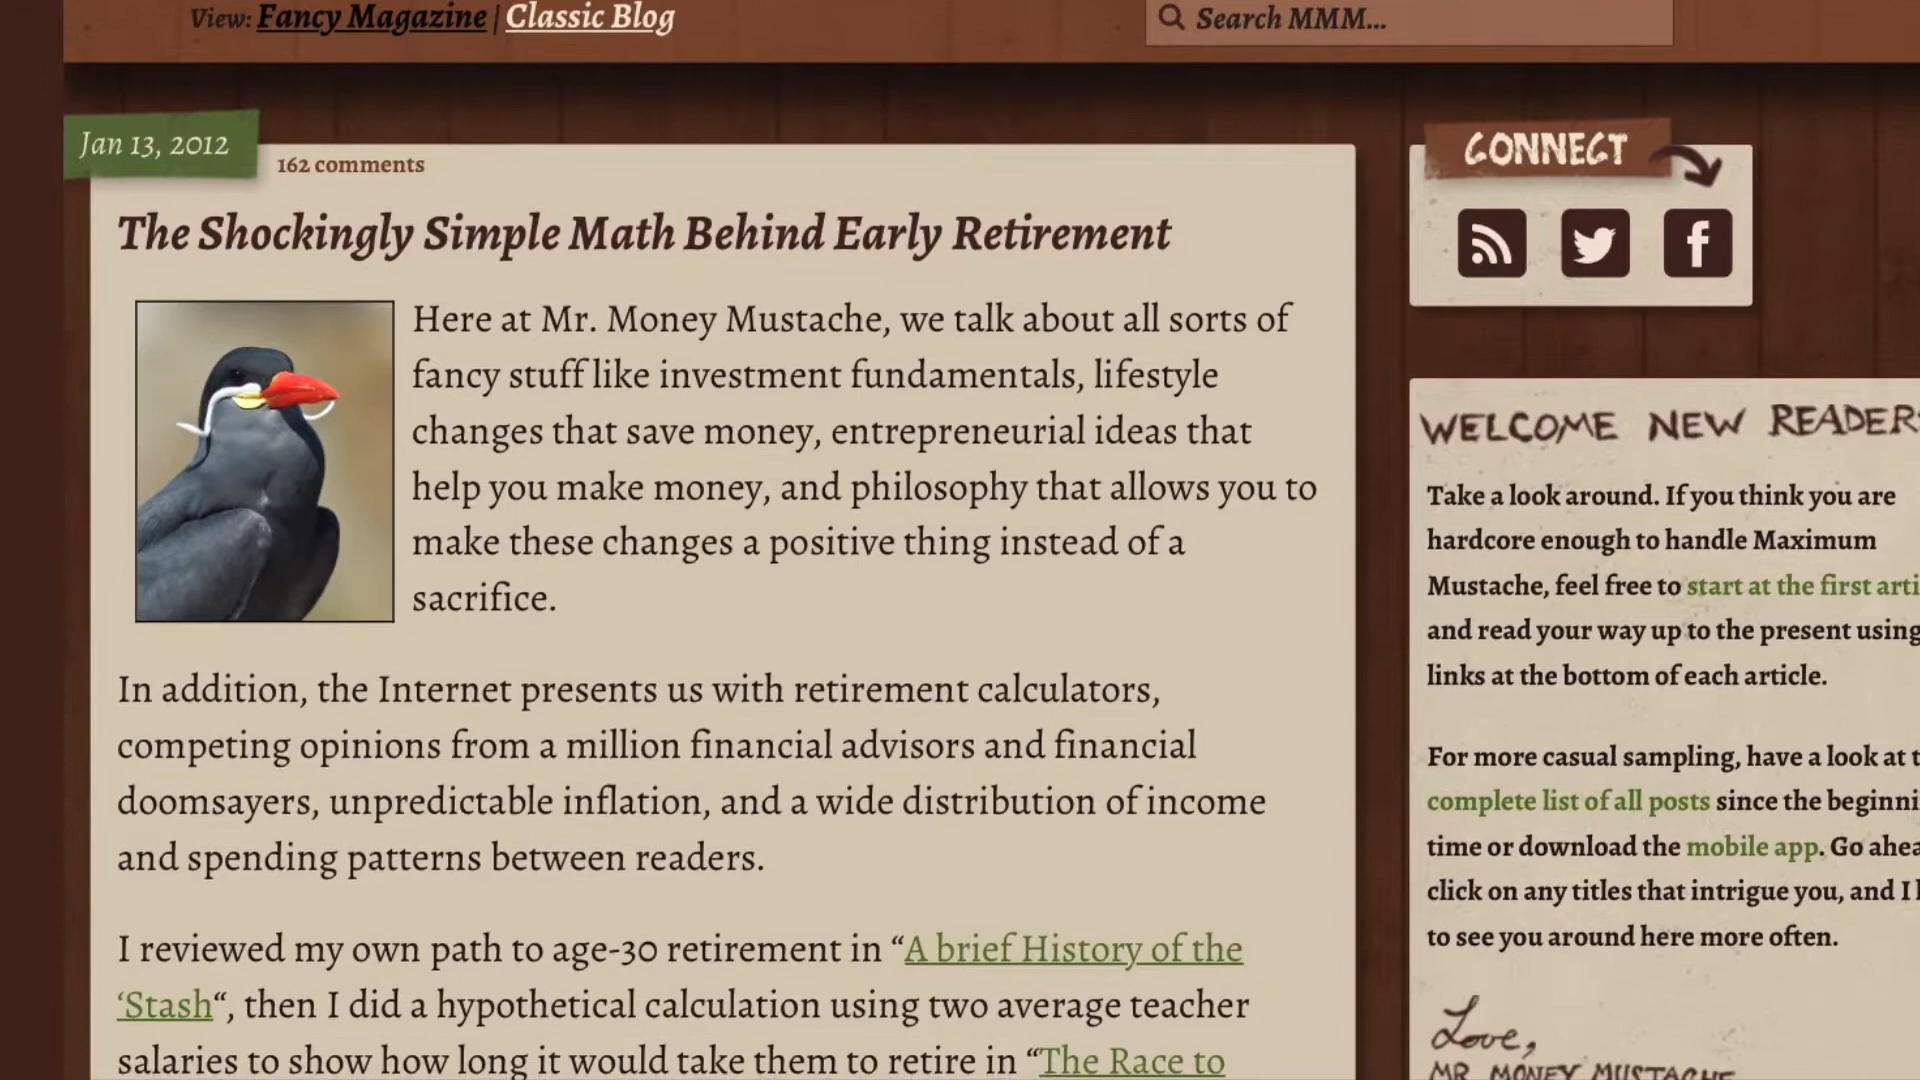 View: Fancy Magazine | Classic Blog
Search MMM...
Jan 13, 2012
162 comments
The Shockingly Simple Math Behind Early Retirement
Here at Mr. Money Mustache, we talk about all sorts of
fancy stuff like investment fundamentals, lifestyle
changes that save money, entrepreneurial ideas that
help you make money, and philosophy that allows you to
make these changes a positive thing instead of a
sacrifice.
In addition, the Internet presents us with retirement calculators,
competing opinions from a million financial advisors and financial
doomsayers, unpredictable inflation, and a wide distribution of income
and spending patterns between readers.
I reviewed my own path to age-30 retirement in “A brief History of the
‘Stash“, then I did a hypothetical calculation using two average teacher
salaries to show how long it would take them to retire in “The Race to
CONNECT
WELCOME NEW READER
Take a look around. If you think you are
hardcore enough to handle Maximum
Mustache, feel free to start at the first arti
and read your way up to the present using
links at the bottom of each article.
For more casual sampling, have a look at t
complete list of all posts since the beginni
time or download the mobile app. Go ahea
click on any titles that intrigue you, and I
to see you around here more often.
Love,
MR. MONEY MUSTACHE